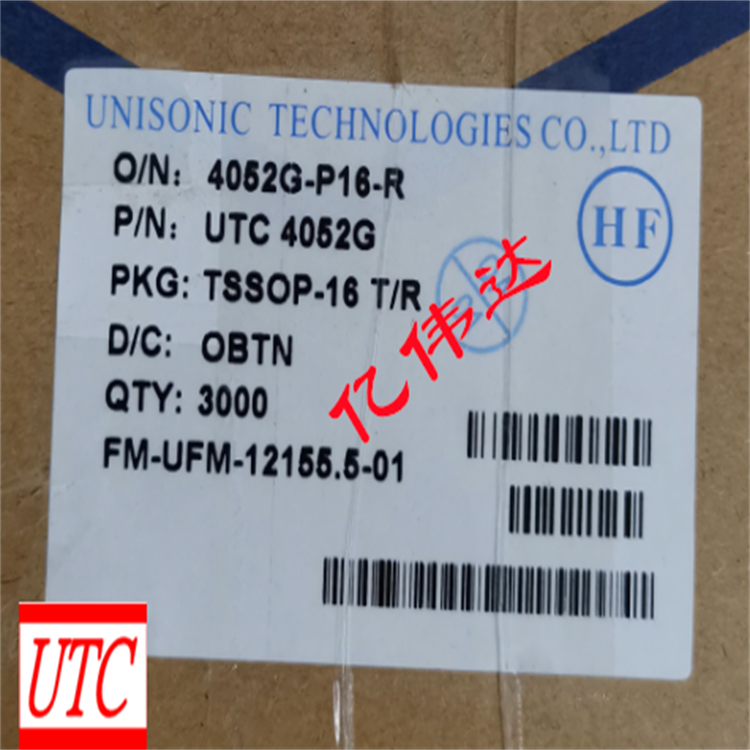 UNISONIC TECHNOLOGIES CO.,LTD
O/N: 4052G-P16-R
HF
P/N: UTC 4052G
PKG: TSSOP-16 T/R
亿伟达
D/C: OBTN
QTY: 3000
FM-UFM-12155.5-01
UTC